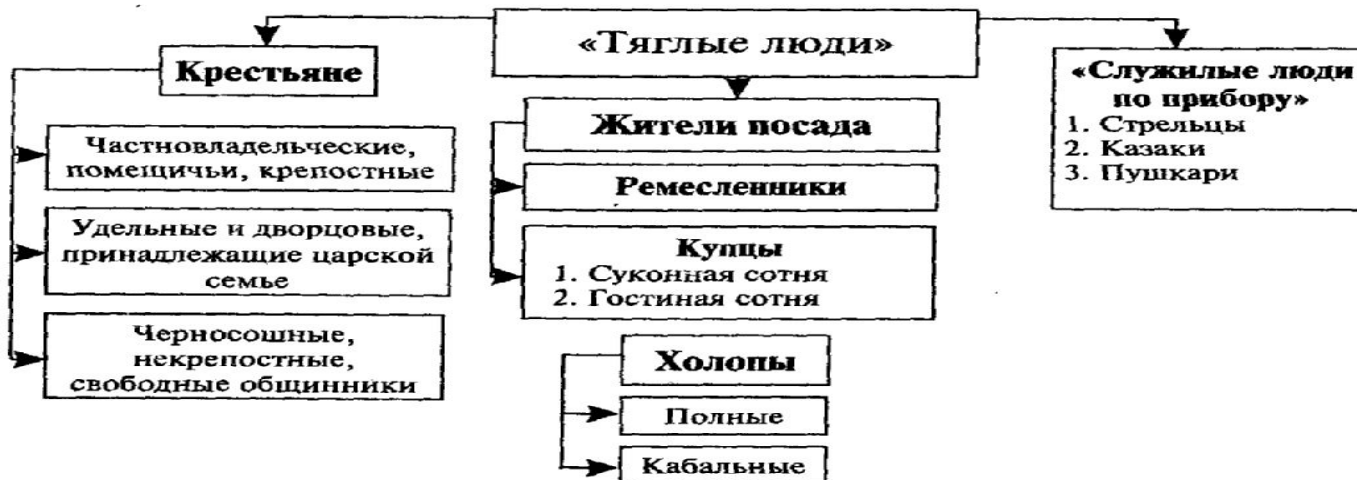 «Тяглые люди»
Крестьяне
Частновладельческие,
помещичьи, крепостные
Удельные и дворцовые,
принадлежащие царской
семье
Черносошные,
некрепостные,
свободные общинники
Жители посада
Ремесленники
Купцы
1. Суконная сотня
2. Гостиная сотня
Холопы
Полные
Кабальные
«Служилые люди
по прибору»
1. Стрельцы
2. Казаки
3. Пушкари